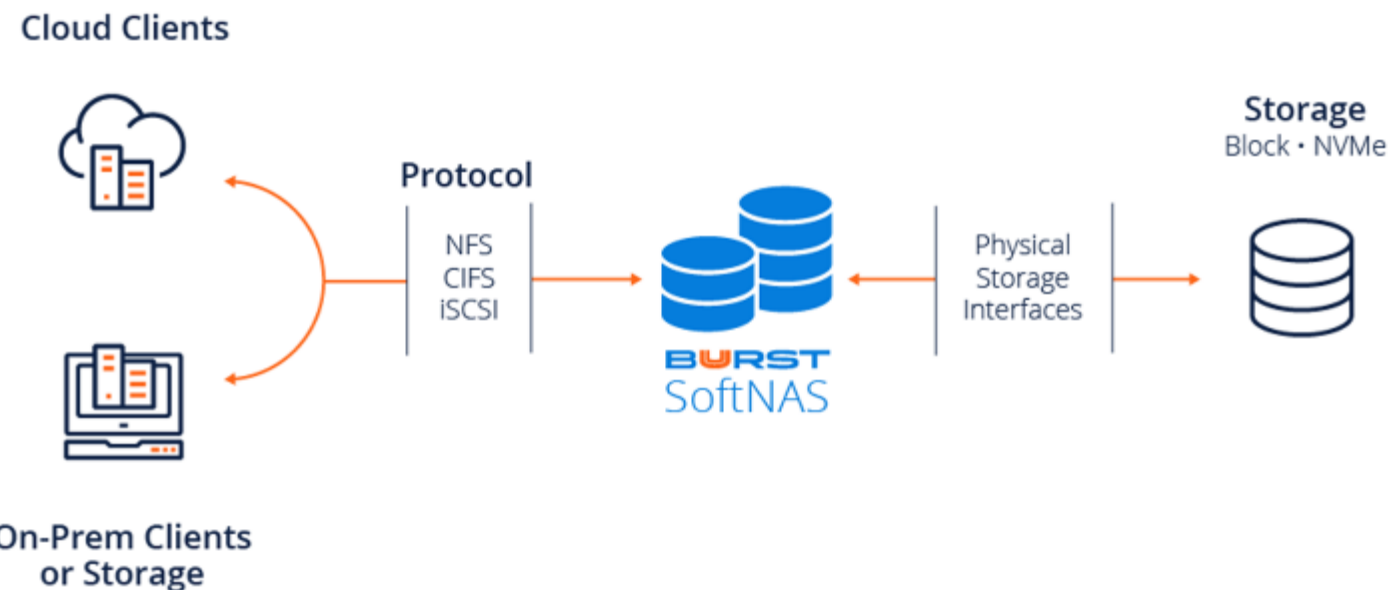 Cloud Clients
Protocol
NFS
CIFS
iSCSI
BURST
SoftNAS
Physical
Storage
Interfaces
Storage
Block • NVMe
On-Prem Clients
or Storage